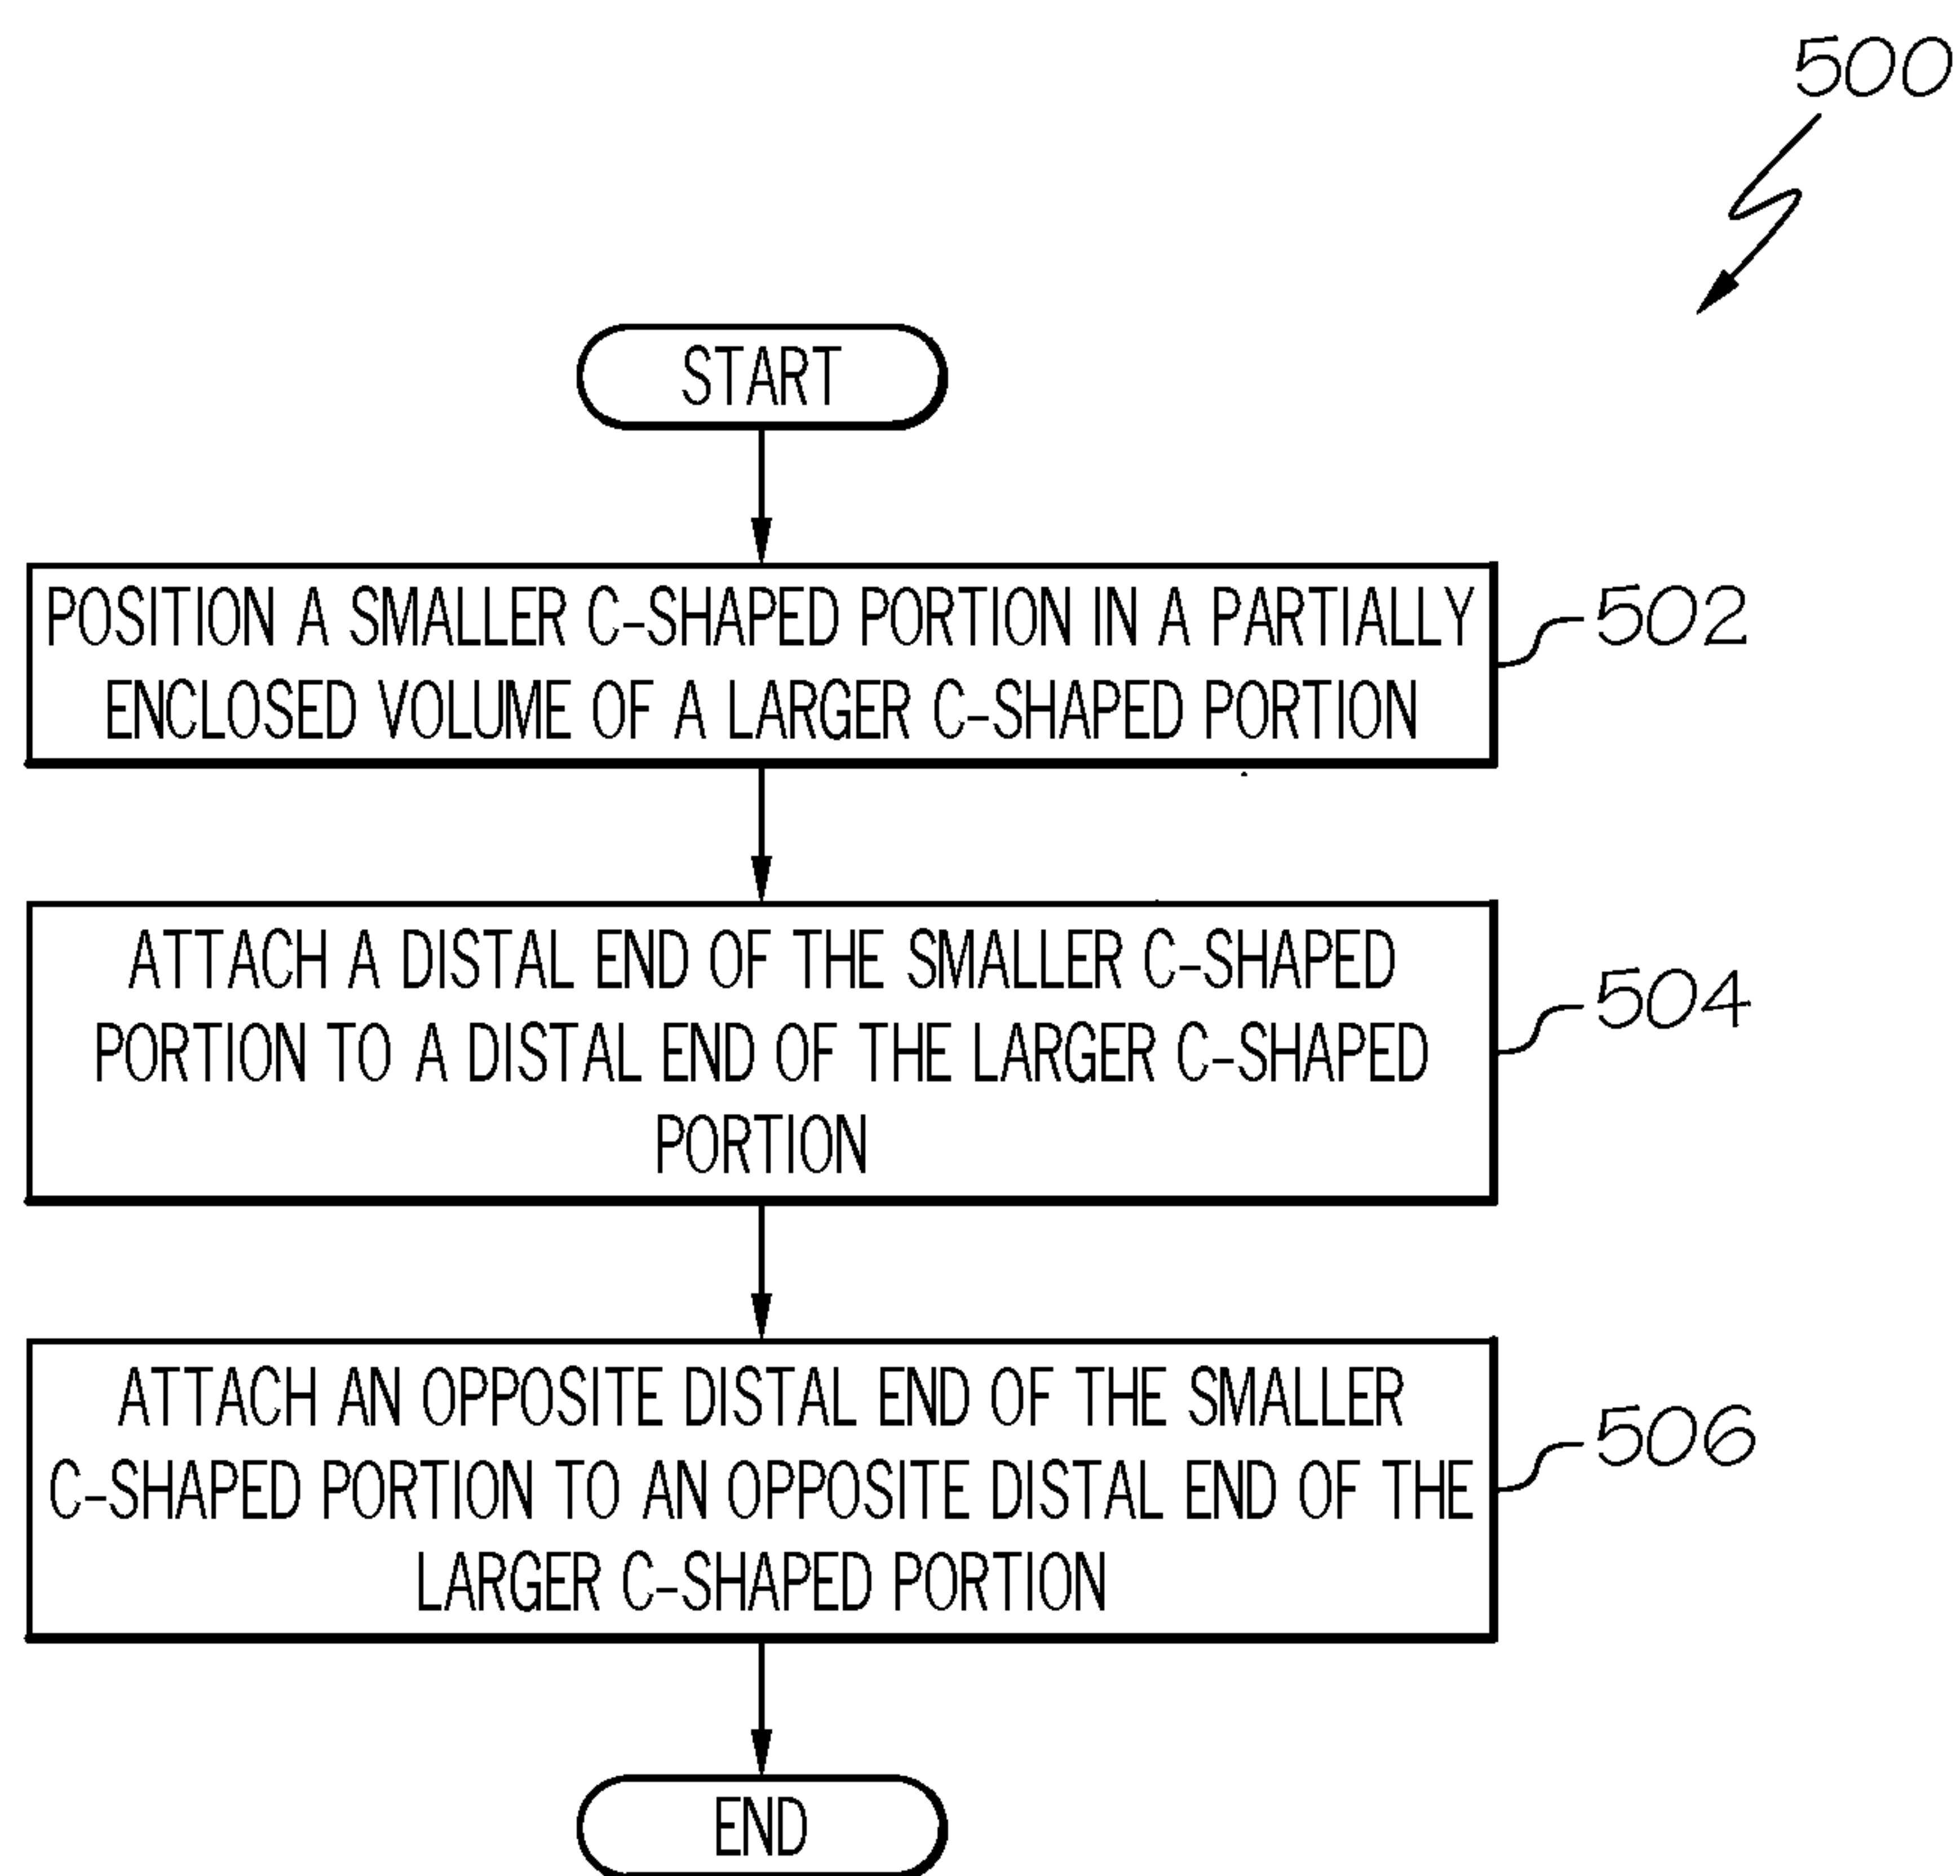 500
START
POSITION A SMALLER C-SHAPED PORTION IN A PARTIALLY
ENCLOSED VOLUME OF A LARGER C-SHAPED PORTION
502
ATTACH A DISTAL END OF THE SMALLER C-SHAPED
PORTION TO A DISTAL END OF THE LARGER C-SHAPED
PORTION
504
ATTACH AN OPPOSITE DISTAL END OF THE SMALLER
C-SHAPED PORTION TO AN OPPOSITE DISTAL END OF THE
LARGER C-SHAPED PORTION
506
END